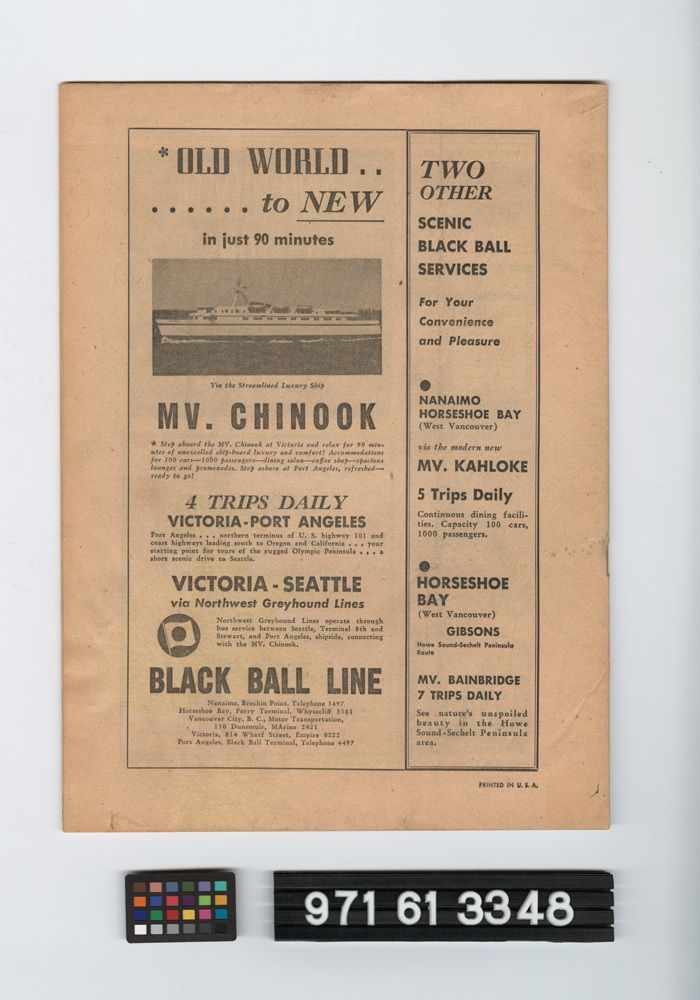 *OLD WORLD . .
. . . . . . to NEW
in just 90 minutes
Via the Streamlined Luxury Ship
MV. CHINOOK
* Step aboard the MV. Chinook at Victoria and relax for 90 min-
utes of unexcelled ship-board luxury and comfort! Accommodations
for 100 cars—1000 passengers—dining salon—coffee shop—spacious
lounges and promenades. Step ashore at Port Angeles, refreshed—
ready to go!
4 TRIPS DAILY
VICTORIA-PORT ANGELES
Port Angeles . . . northern terminus of U. S. highway 101 and
coast highways leading south to Oregon and California . . . your
starting point for tours of the rugged Olympic Peninsula . . . a
short scenic drive to Seattle.
VICTORIA - SEATTLE
via Northwest Greyhound Lines
Northwest Greyhound Lines operate through
bus service between Seattle, Terminal 8th and
Stewart, and Port Angeles, shipside, connecting
with the MV. Chinook.
BLACK BALL LINE
Nanaimo, Brechin Point, Telephone 1497
Horseshoe Bay, Ferry Terminal, Whytecliff 3581
Vancouver City, B. C., Motor Transportation,
150 Dunsmuir, MArine 2421
Victoria, 814 Wharf Street, Empire 0222
Port Angeles, Black Ball Terminal, Telephone 4497
TWO
OTHER
SCENIC
BLACK BALL
SERVICES
For Your
Convenience
and Pleasure
NANAIMO
HORSESHOE BAY
(West Vancouver)
via the modern new
MV. KAHLOKE
5 Trips Daily
Continuous dining facili-
ties. Capacity 100 cars,
1000 passengers.
HORSESHOE
BAY
(West Vancouver)
GIBSONS
Howe Sound-Sechelt Peninsula
Route
MV. BAINBRIDGE
7 TRIPS DAILY
See nature's unspoiled
beauty in the Howe
Sound-Sechelt Peninsula
area.
PRINTED IN U. S. A.
971 61 3348